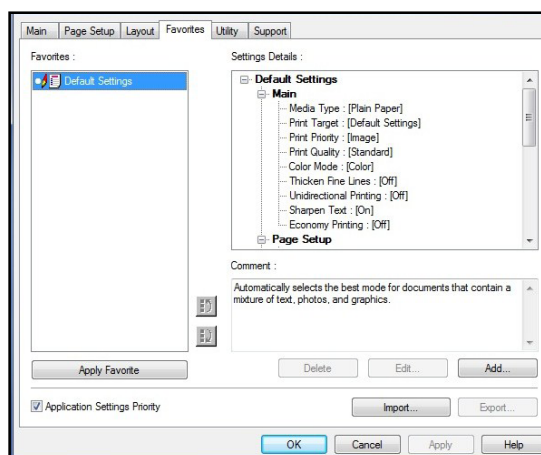 Main Page Setup Layout Favorites Utility Support
Favorites :
Default Settings
Apply Favorite
Settings Details :
Default Settings
Main
Media Type : [Plain Paper]
Print Target : [Default Settings]
Print Priority : [Image]
Print Quality : [Standard]
Color Mode : [Color]
Thicken Fine Lines : [Off]
Unidirectional Printing : [Off]
Sharpen Text : [On]
Economy Printing : [Off]
Page Setup
Comment :
Automatically selects the best mode for documents that contain a
mixture of text, photos, and graphics.
Delete Edit... Add...
Application Settings Priority
Import... Export...
OK Cancel Apply Help